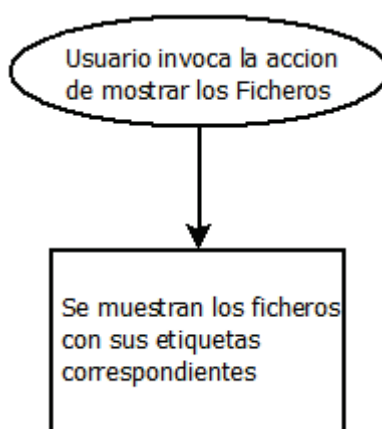 Usuario invoca la accion
de mostrar los Ficheros
Se muestran los ficheros
con sus etiquetas
correspondientes